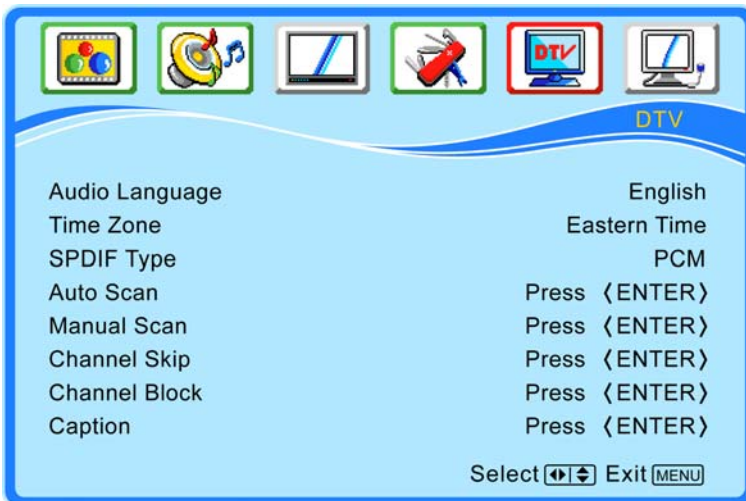 DTV
DTV
Audio Language English
Time Zone Eastern Time
SPDIF Type PCM
Auto Scan Press 〈ENTER〉
Manual Scan Press 〈ENTER〉
Channel Skip Press 〈ENTER〉
Channel Block Press 〈ENTER〉
Caption Press 〈ENTER〉
Select Exit MENU